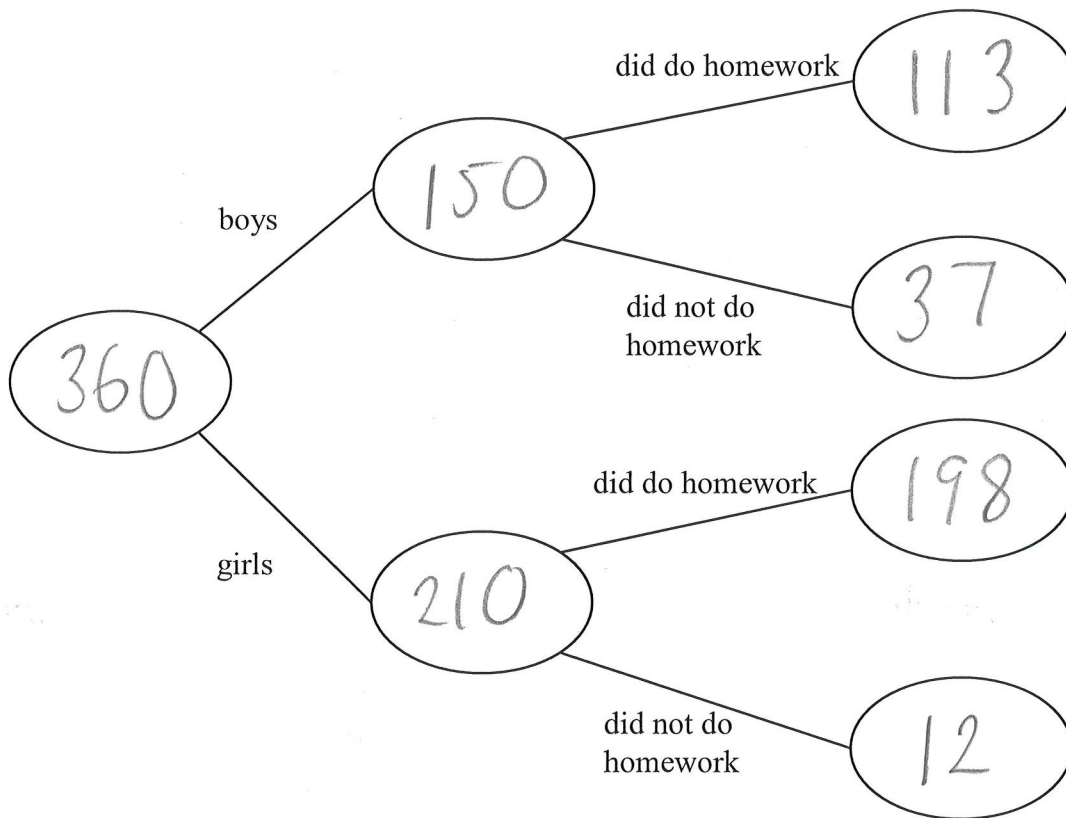 did do homework
113
150
boys
did not do
homework
37
360
did do homework
198
girls
210
did not do
homework
12